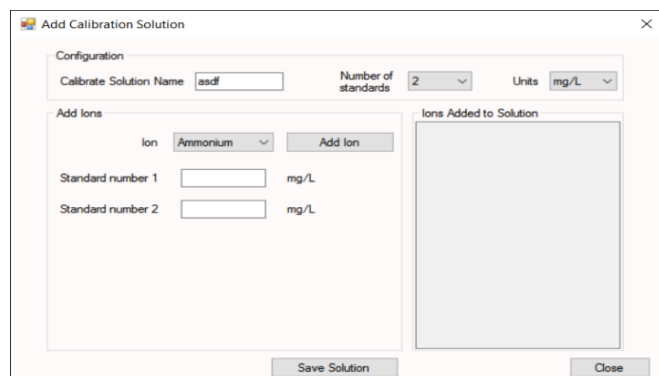 Add Calibration Solution
Configuration
Calibrate Solution Name asdf Number of standards 2 Units mg/L
Add Ions
Ion Ammonium Add Ion
Standard number 1 mg/L
Standard number 2 mg/L
Ions Added to Solution
Save Solution Close